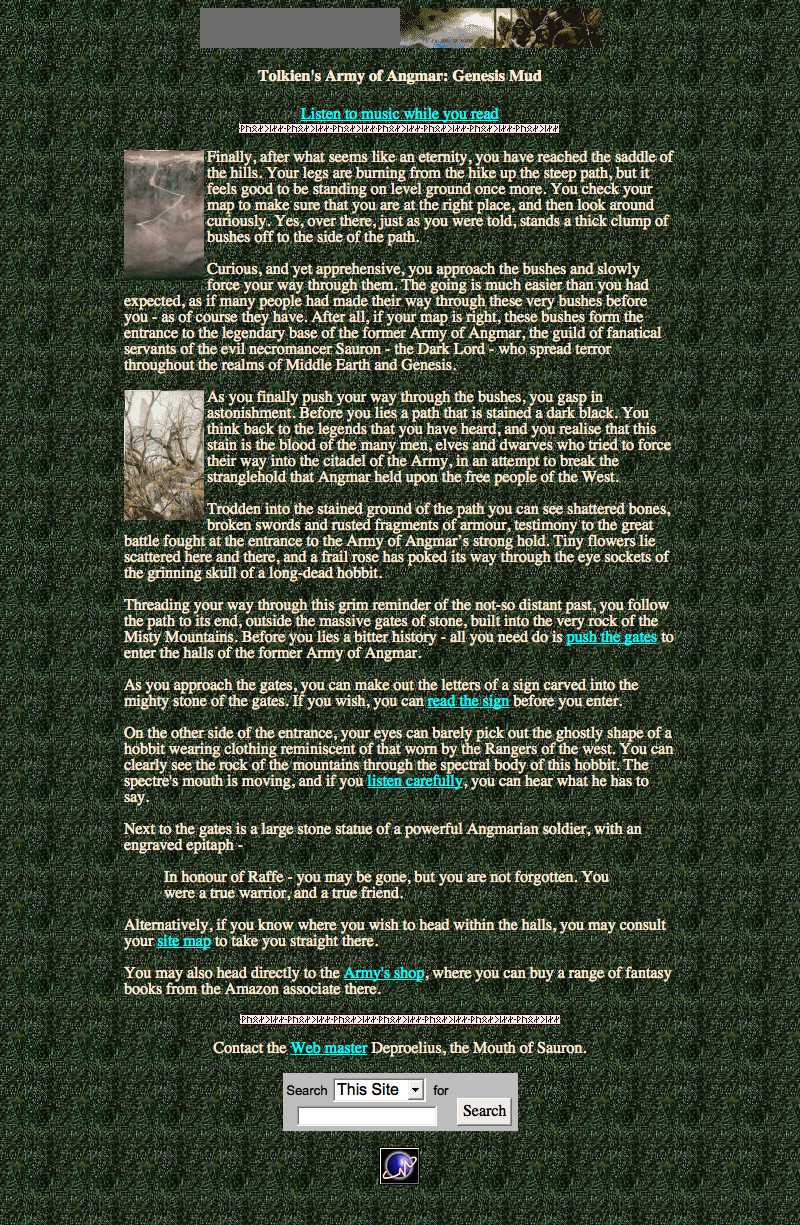 Tolkien's Army of Angmar: Genesis Mud
Listen to music while you read
Finally, after what seems like an eternity, you have reached the saddle of
the hills. Your legs are burning from the hike up the steep path, but it
feels good to be standing on level ground once more. You check your
map to make sure that you are at the right place, and then look around
curiously. Yes, over there, just as you were told, stands a thick clump of
bushes off to the side of the path.
Curious, and yet apprehensive, you approach the bushes and slowly
force your way through them. The going is much easier than you had
expected, as if many people had made their way through these very bushes before
you - as of course they have. After all, if your map is right, these bushes form the
entrance to the legendary base of the former Army of Angmar, the guild of fanatical
servants of the evil necromancer Sauron - the Dark Lord - who spread terror
throughout the realms of Middle Earth and Genesis.
As you finally push your way through the bushes, you gasp in
astonishment. Before you lies a path that is stained a dark black. You
think back to the legends that you have heard, and you realise that this
stain is the blood of the many men, elves and dwarves who tried to force
their way into the citadel of the Army, in an attempt to break the
stranglehold that Angmar held upon the free people of the West.
Trodden into the stained ground of the path you can see shattered bones,
broken swords and rusted fragments of armour, testimony to the great
battle fought at the entrance to the Army of Angmar's strong hold. Tiny flowers lie
scattered here and there, and a frail rose has poked its way through the eye sockets of
the grinning skull of a long-dead hobbit.
Threading your way through this grim reminder of the not-so distant past, you follow
the path to its end, outside the massive gates of stone, built into the very rock of the
Misty Mountains. Before you lies a bitter history - all you need do is push the gates to
enter the halls of the former Army of Angmar.
As you approach the gates, you can make out the letters of a sign carved into the
mighty stone of the gates. If you wish, you can read the sign before you enter.
On the other side of the entrance, your eyes can barely pick out the ghostly shape of a
hobbit wearing clothing reminiscent of that worn by the Rangers of the west. You can
clearly see the rock of the mountains through the spectral body of this hobbit. The
spectre's mouth is moving, and if you listen carefully, you can hear what he has to
say.
Next to the gates is a large stone statue of a powerful Angmarian soldier, with an
engraved epitaph -
In honour of Raffe - you may be gone, but you are not forgotten. You
were a true warrior, and a true friend.
Alternatively, if you know where you wish to head within the halls, you may consult
your site map to take you straight there.
You may also head directly to the Army's shop, where you can buy a range of fantasy
books from the Amazon associate there.
Contact the Web master Deproelius, the Mouth of Sauron.
Search This Site for
Search